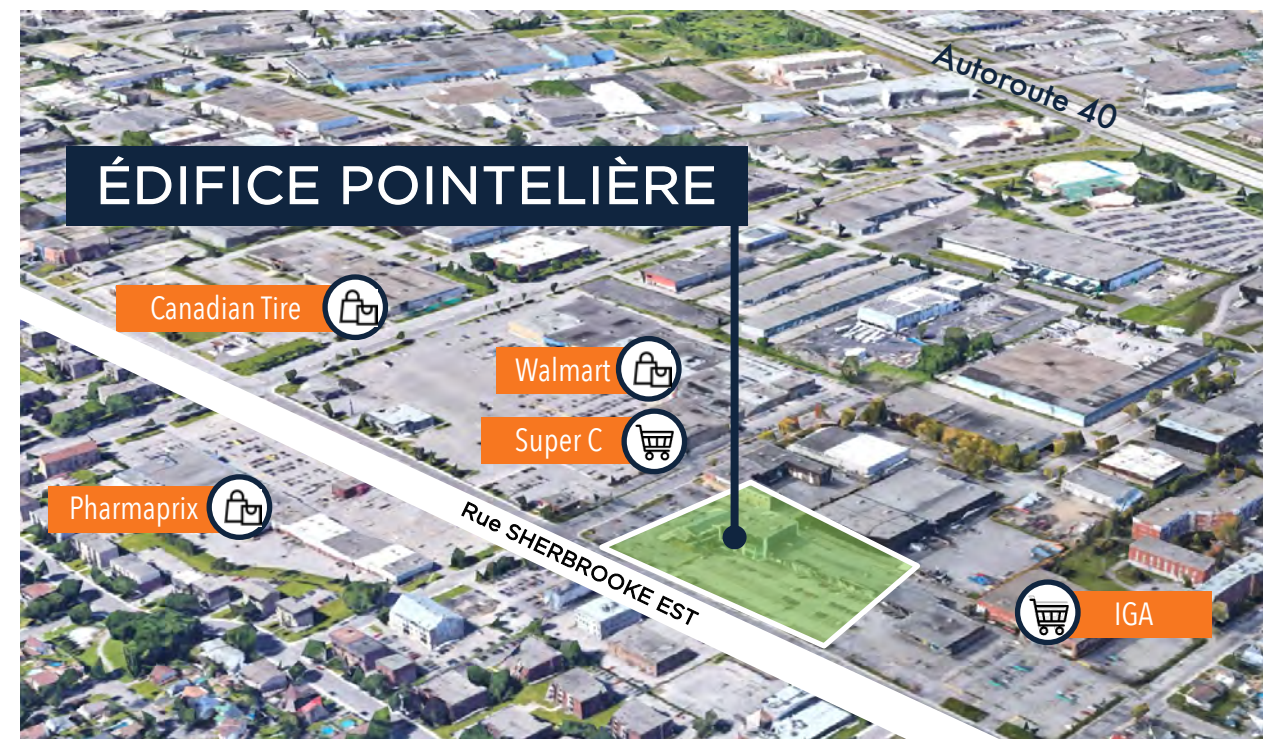 Autoroute 40
ÉDIFICE POINTELIÈRE
Canadian Tire
Walmart
Super C
Pharmaprix
Rue SHERBROOKE EST
IGA